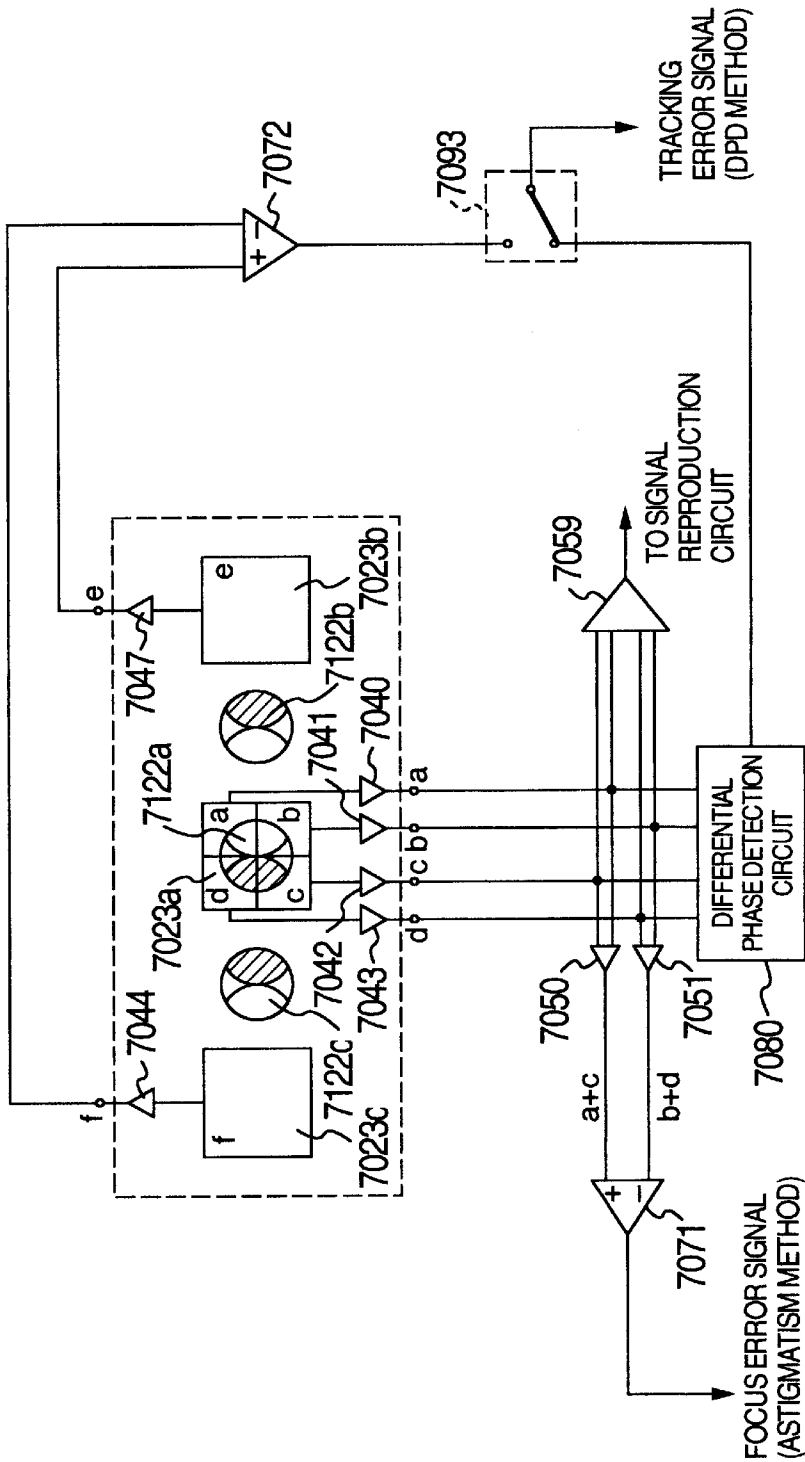 7072
7093
TRACKING
ERROR SIGNAL
(DPD METHOD)
e
7047
e
7023b
7122b
7040
7041
7122a
a
b
d
c
7023a
7042
7043
7122c
7044
f
f
7023c
a
b
c
d
7059
TO SIGNAL
REPRODUCTION
CIRCUIT
7050
7051
a+c
b+d
DIFFERENTIAL
PHASE DETECTION
CIRCUIT
7080
+
−
+
−
7071
FOCUS ERROR SIGNAL
(ASTIGMATISM METHOD)